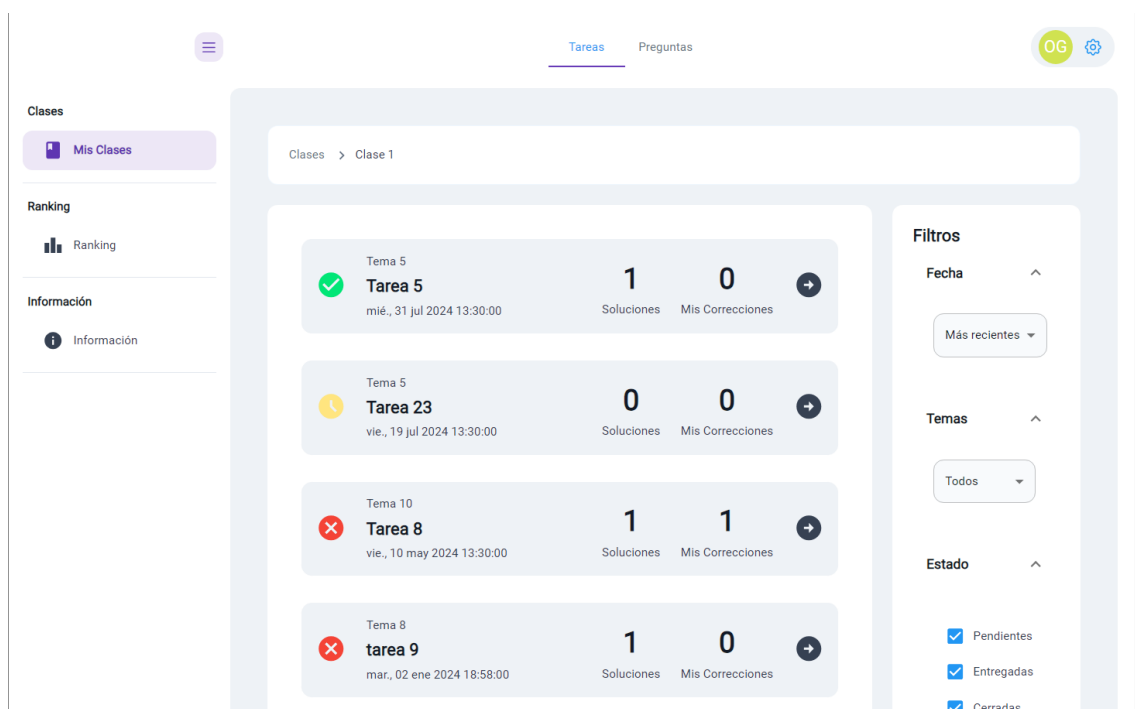 Tareas
Preguntas
OG
Clases
Mis Clases
Ranking
Ranking
Información
Información
Clases > Clase 1
Tema 5
Tarea 5
mié., 31 jul 2024 13:30:00
1
Soluciones
0
Mis Correcciones
Tema 5
Tarea 23
vie., 19 jul 2024 13:30:00
0
Soluciones
0
Mis Correcciones
Tema 10
Tarea 8
vie., 10 may 2024 13:30:00
1
Soluciones
1
Mis Correcciones
Tema 8
tarea 9
mar., 02 ene 2024 18:58:00
1
Soluciones
0
Mis Correcciones
Filtros
Fecha
Más recientes
Temas
Todos
Estado
Pendientes
Entregadas
Cerradas